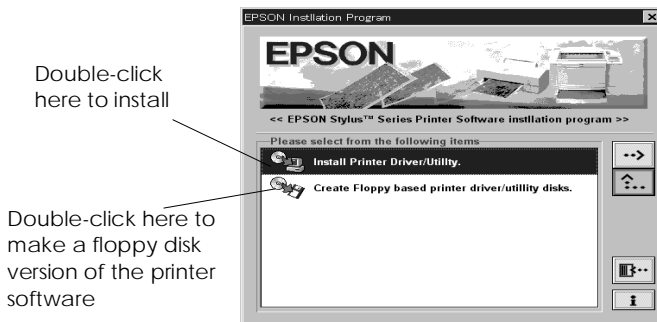 EPSON Instllation Program
EPSON
<< EPSON Stylus™ Series Printer Software instllation program >>
Please select from the following items
Install Printer Driver/Utility.
Create Floppy based printer driver/utillity disks.
Double-click
here to install
Double-click here to
make a floppy disk
version of the printer
software